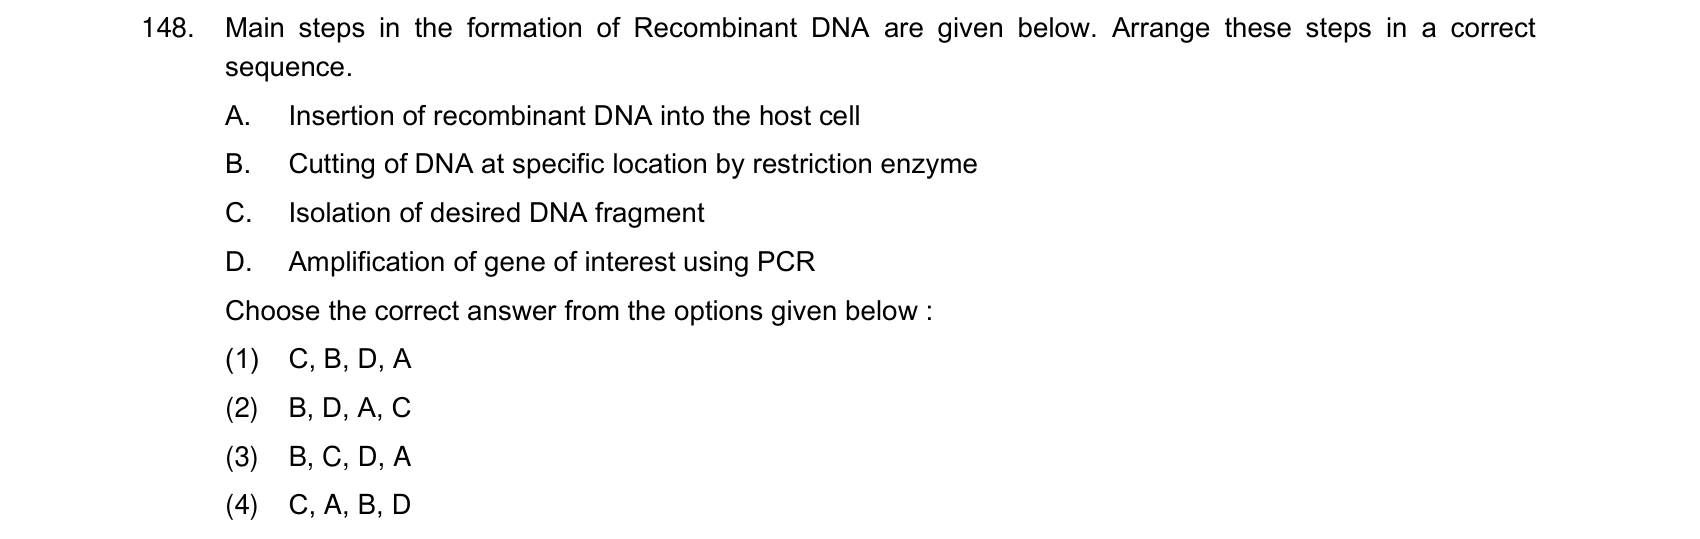 148. Main steps in the formation of Recombinant DNA are given below. Arrange these steps in a correct
sequence.
A. Insertion of recombinant DNA into the host cell
B. Cutting of DNA at specific location by restriction enzyme
C. Isolation of desired DNA fragment
D. Amplification of gene of interest using PCR
Choose the correct answer from the options given below :
(1) C, B, D, A
(2) B, D, A, C
(3) B, C, D, A
(4) C, A, B, D